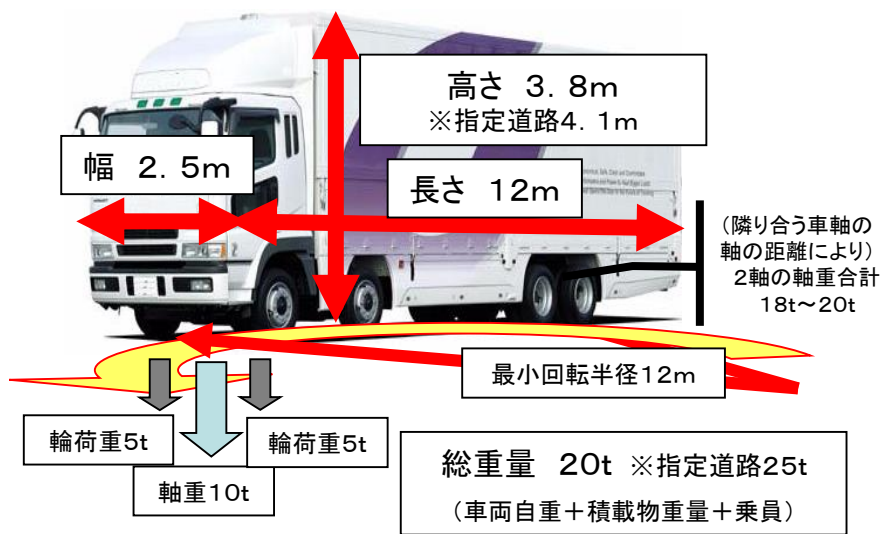 高さ 3．8m
※指定道路4．1m
幅 2．5m
長さ 12m
(隣り合う車軸の
軸の距離により)
2軸の軸重合計
18t～20t
最小回転半径12m
輪荷重5t
輪荷重5t
軸重10t
総重量 20t ※指定道路25t
(車両自重＋積載物重量＋乗員)